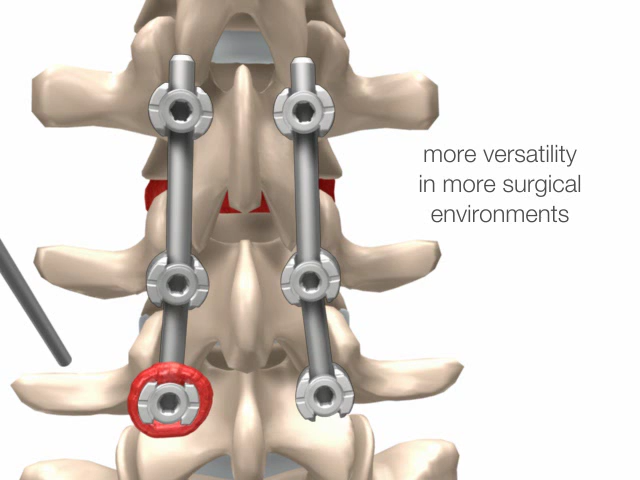 more versatility
in more surgical
environments